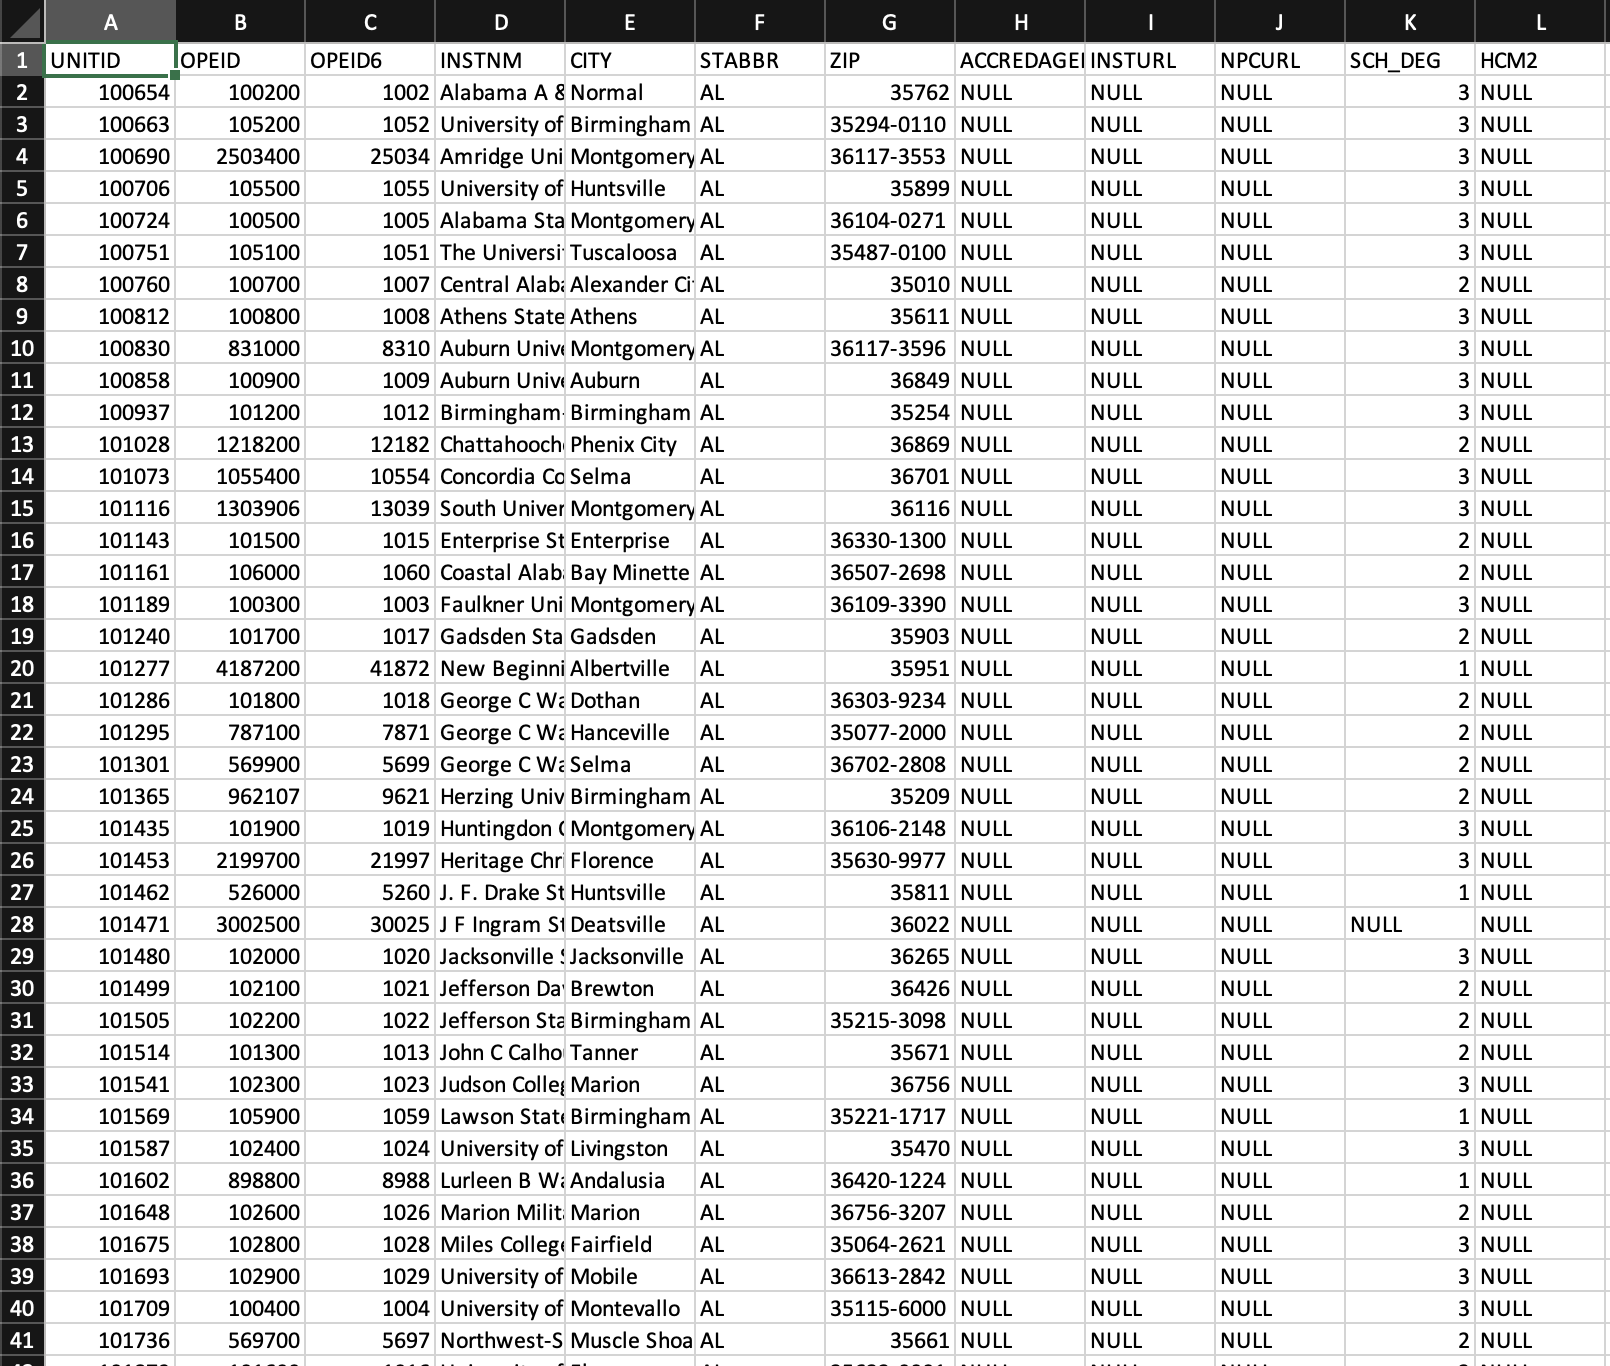 A B C D E F G H I J K L
1 UNITID OPEID OPEID6 INSTNM CITY STABBR ZIP ACCREDAGE INSTURL NPCURL SCH_DEG HCM2
2 100654 100200 1002 Alabama A & Normal AL 35762 NULL NULL NULL 3 NULL
3 100663 105200 1052 University of Birmingham AL 35294-0110 NULL NULL NULL 3 NULL
4 100690 2503400 25034 Amridge Uni Montgomery AL 36117-3553 NULL NULL NULL 3 NULL
5 100706 105500 1055 University of Huntsville AL 35899 NULL NULL NULL 3 NULL
6 100724 100500 1005 Alabama Sta Montgomery AL 36104-0271 NULL NULL NULL 3 NULL
7 100751 105100 1051 The Universi Tuscaloosa AL 35487-0100 NULL NULL NULL 3 NULL
8 100760 100700 1007 Central Alaba Alexander Ci AL 35010 NULL NULL NULL 2 NULL
9 100812 100800 1008 Athens State Athens AL 35611 NULL NULL NULL 3 NULL
10 100830 831000 8310 Auburn Unive Montgomery AL 36117-3596 NULL NULL NULL 3 NULL
11 100858 100900 1009 Auburn Unive Auburn AL 36849 NULL NULL NULL 3 NULL
12 100937 101200 1012 Birmingham- Birmingham AL 35254 NULL NULL NULL 3 NULL
13 101028 1218200 12182 Chattahooch Phenix City AL 36869 NULL NULL NULL 2 NULL
14 101073 1055400 10554 Concordia Co Selma AL 36701 NULL NULL NULL 3 NULL
15 101116 1303906 13039 South Univer Montgomery AL 36116 NULL NULL NULL 3 NULL
16 101143 101500 1015 Enterprise St Enterprise AL 36330-1300 NULL NULL NULL 2 NULL
17 101161 106000 1060 Coastal Alab Bay Minette AL 36507-2698 NULL NULL NULL 2 NULL
18 101189 100300 1003 Faulkner Uni Montgomery AL 36109-3390 NULL NULL NULL 3 NULL
19 101240 101700 1017 Gadsden Sta Gadsden AL 35903 NULL NULL NULL 2 NULL
20 101277 4187200 41872 New Beginni Albertville AL 35951 NULL NULL NULL 1 NULL
21 101286 101800 1018 George C Wa Dothan AL 36303-9234 NULL NULL NULL 2 NULL
22 101295 787100 7871 George C Wa Hanceville AL 35077-2000 NULL NULL NULL 2 NULL
23 101301 569900 5699 George C Wa Selma AL 36702-2808 NULL NULL NULL 2 NULL
24 101365 962107 9621 Herzing Univ Birmingham AL 35209 NULL NULL NULL 2 NULL
25 101435 101900 1019 Huntingdon Montgomery AL 36106-2148 NULL NULL NULL 3 NULL
26 101453 2199700 21997 Heritage Chr Florence AL 35630-9977 NULL NULL NULL 3 NULL
27 101462 526000 5260 J. F. Drake St Huntsville AL 35811 NULL NULL NULL 1 NULL
28 101471 3002500 30025 J F Ingram St Deatsville AL 36022 NULL NULL NULL NULL NULL
29 101480 102000 1020 Jacksonville Jacksonville AL 36265 NULL NULL NULL 3 NULL
30 101499 102100 1021 Jefferson Dav Brewton AL 36426 NULL NULL NULL 2 NULL
31 101505 102200 1022 Jefferson Sta Birmingham AL 35215-3098 NULL NULL NULL 2 NULL
32 101514 101300 1013 John C Calho Tanner AL 35671 NULL NULL NULL 2 NULL
33 101541 102300 1023 Judson Colleg Marion AL 36756 NULL NULL NULL 3 NULL
34 101569 105900 1059 Lawson State Birmingham AL 35221-1717 NULL NULL NULL 1 NULL
35 101587 102400 1024 University of Livingston AL 35470 NULL NULL NULL 3 NULL
36 101602 898800 8988 Lurleen B Wa Andalusia AL 36420-1224 NULL NULL NULL 1 NULL
37 101648 102600 1026 Marion Milit Marion AL 36756-3207 NULL NULL NULL 2 NULL
38 101675 102800 1028 Miles College Fairfield AL 35064-2621 NULL NULL NULL 3 NULL
39 101693 102900 1029 University of Mobile AL 36613-2842 NULL NULL NULL 3 NULL
40 101709 100400 1004 University of Montevallo AL 35115-6000 NULL NULL NULL 3 NULL
41 101736 569700 5697 Northwest-S Muscle Shoa AL 35661 NULL NULL NULL 2 NULL